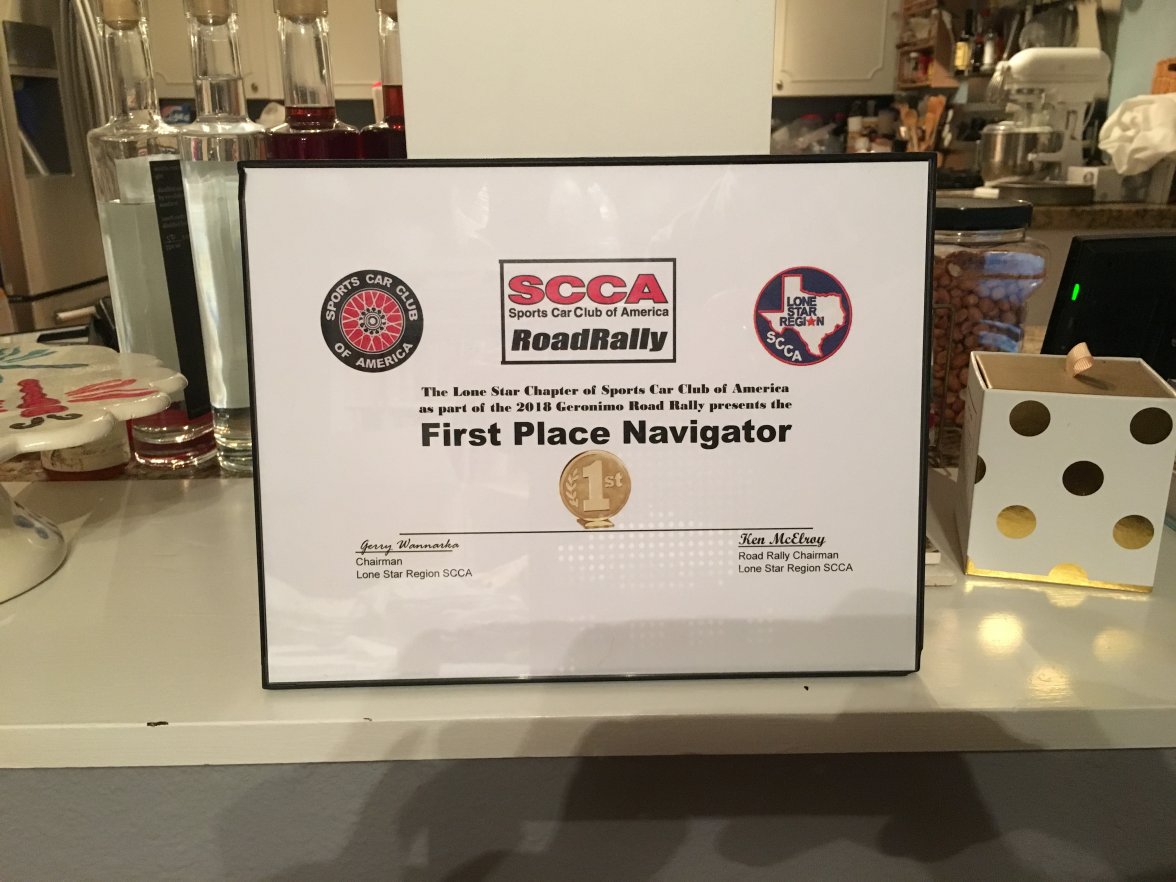 SPORTS CAR CLUB
OF AMERICA
SCCA
Sports Car Club of America
RoadRally
LONE
STAR
REGION
SCCA
The Lone Star Chapter of Sports Car Club of America
as part of the 2018 Geronimo Road Rally presents the
First Place Navigator
1st
Gerry Wannarka
Chairman
Lone Star Region SCCA
Ken McElroy
Road Rally Chairman
Lone Star Region SCCA